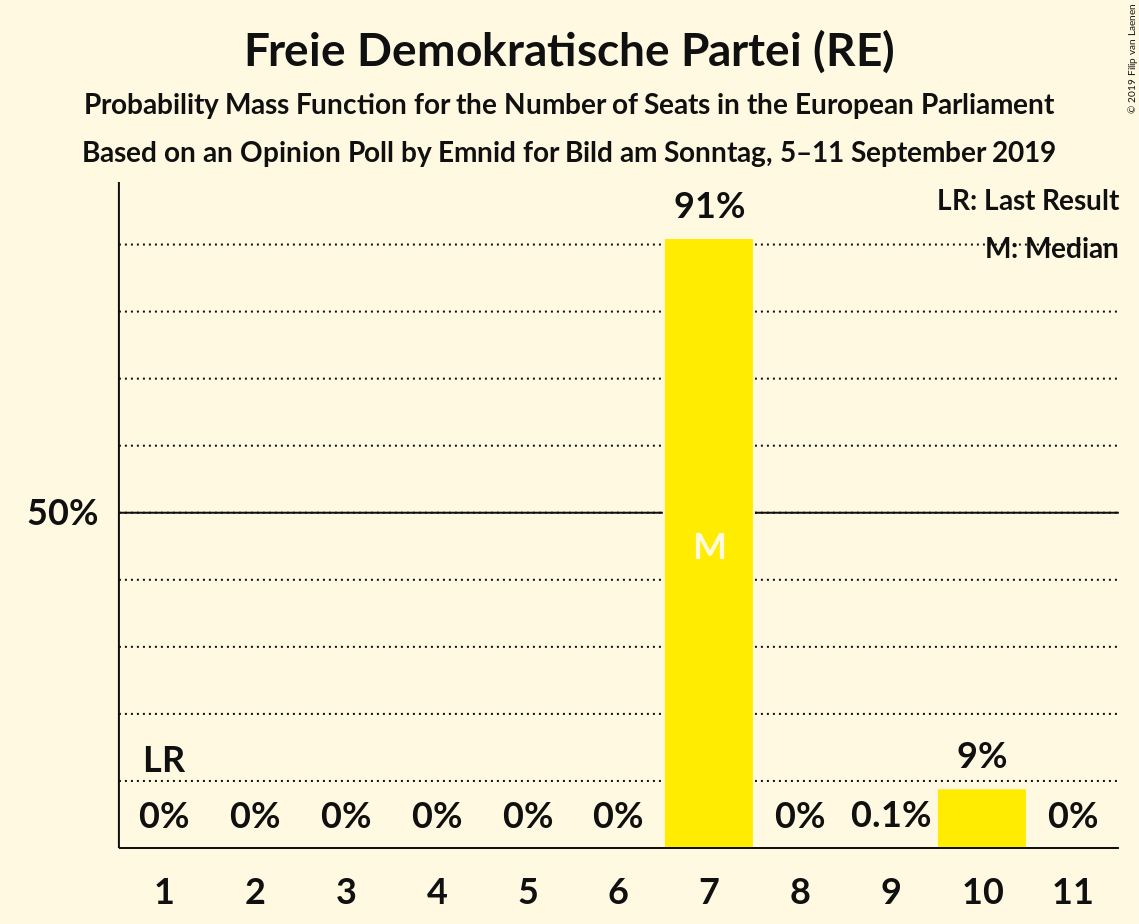 Freie Demokratische Partei (RE)
Probability Mass Function for the Number of Seats in the European Parliament
Based on an Opinion Poll by Emnid for Bild am Sonntag, 5–11 September 2019
© 2019 Filip van Laenen
LR: Last Result
M: Median
91%
50%
M
LR
9%
0% 0% 0% 0% 0% 0% 0% 0.1% 0%
1 2 3 4 5 6 7 8 9 10 11